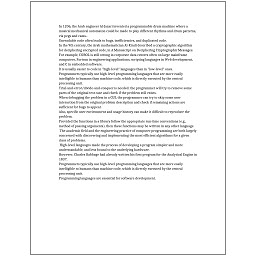 In 1206, the Arab engineer Al-Jazari invented a programmable drum machine where a
musical mechanical automaton could be made to play different rhythms and drum patterns,
via pegs and cams.
Unreadable code often leads to bugs, inefficiencies, and duplicated code.
In the 9th century, the Arab mathematician Al-Kindi described a cryptographic algorithm
for deciphering encrypted code, in A Manuscript on Deciphering Cryptographic Messages.
For example, COBOL is still strong in corporate data centers often on large mainframe
computers, Fortran in engineering applications, scripting languages in Web development,
and C in embedded software.
It is usually easier to code in "high-level" languages than in "low-level" ones.
Programmers typically use high-level programming languages that are more easily
intelligible to humans than machine code, which is directly executed by the central
processing unit.
Trial-and-error/divide-and-conquer is needed: the programmer will try to remove some
parts of the original test case and check if the problem still exists.
When debugging the problem in a GUI, the programmer can try to skip some user
interaction from the original problem description and check if remaining actions are
sufficient for bugs to appear.
Also, specific user environment and usage history can make it difficult to reproduce the
problem.
Provided the functions in a library follow the appropriate run-time conventions (e.g.,
method of passing arguments), then these functions may be written in any other language.
The academic field and the engineering practice of computer programming are both largely
concerned with discovering and implementing the most efficient algorithms for a given
class of problems.
High-level languages made the process of developing a program simpler and more
understandable, and less bound to the underlying hardware.
However, Charles Babbage had already written his first program for the Analytical Engine in
1837.
Programmers typically use high-level programming languages that are more easily
intelligible to humans than machine code, which is directly executed by the central
processing unit.
Programming languages are essential for software development.